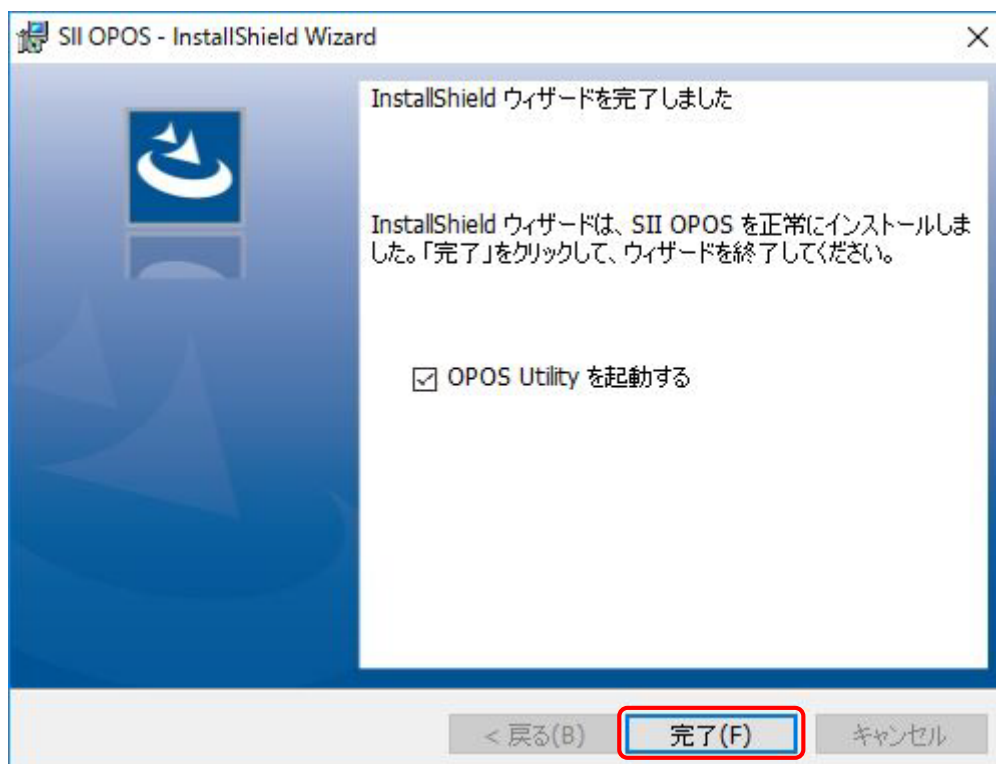 SII OPOS - InstallShield Wizard
InstallShield ウィザードを完了しました
InstallShield ウィザードは、SII OPOS を正常にインストールしま
した。「完了」をクリックして、ウィザードを終了してください。
OPOS Utility を起動する
< 戻る(B)
完了(F)
キャンセル